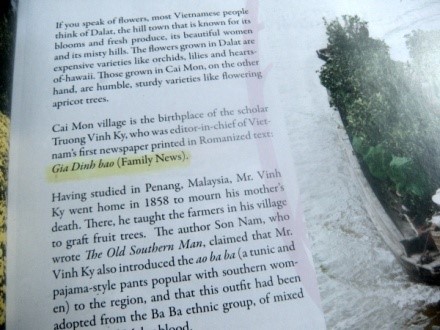 If you speak of flowers, most Vietnamese people
think of Dalat, the hill town that is known for its
blooms and fresh produce, its beautiful women
and its misty hills. The flowers grown in Dalat are
expensive varieties like orchids, lilies and hearts-
of-hawaii. Those grown in Cai Mon, on the other
hand, are humble, sturdy varieties like flowering
apricot trees.
Cai Mon village is the birthplace of the scholar
Truong Vinh Ky, who was editor-in-chief of Viet-
nam's first newspaper printed in Romanized text:
Gia Dinh bao (Family News).
Having studied in Penang, Malaysia, Mr. Vinh
Ky went home in 1858 to mourn his mother's
death. There, he taught the farmers in his village
to graft fruit trees. The author Son Nam, who
wrote The Old Southern Man, claimed that Mr.
Vinh Ky also introduced the ao ba ba (a tunic and
pajama-style pants popular with southern wom-
en) to the region, and that this outfit had been
adopted from the Ba Ba ethnic group, of mixed
blood.